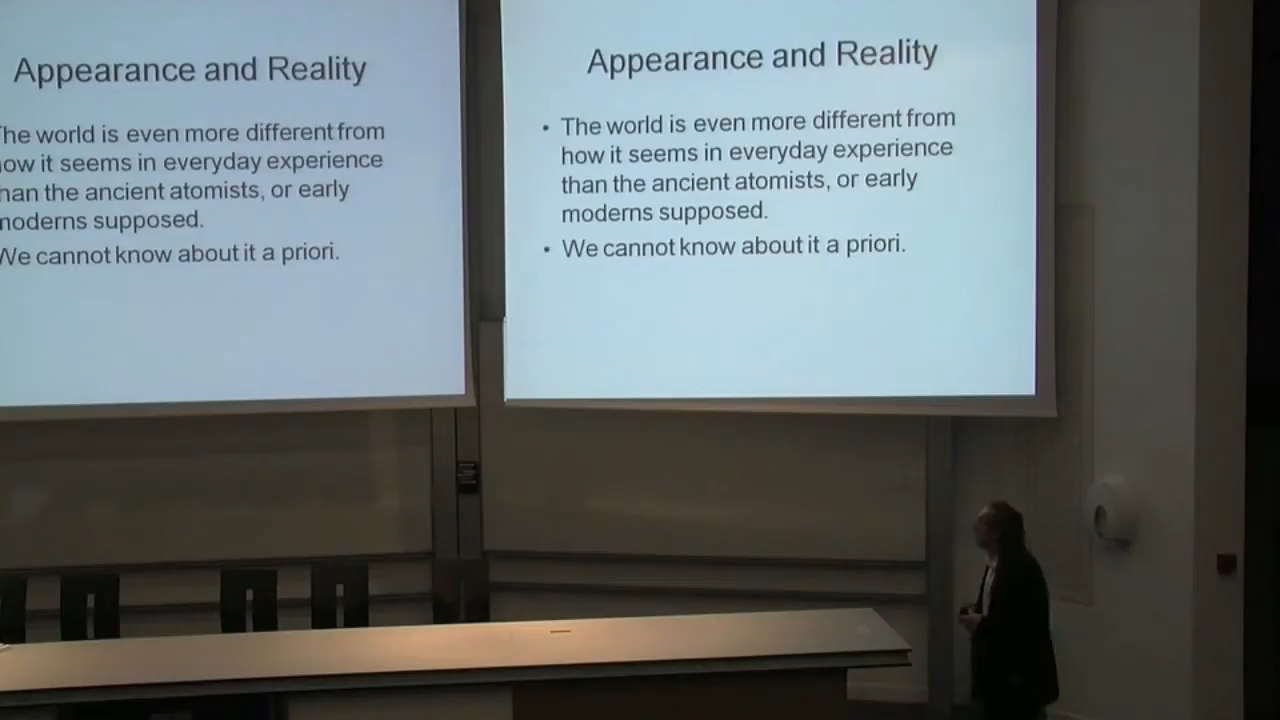 Appearance and Reality
he world is even more different from
ow it seems in everyday experience
han the ancient atomists, or early
moderns supposed.
We cannot know about it a priori.
Appearance and Reality
• The world is even more different from
how it seems in everyday experience
than the ancient atomists, or early
moderns supposed.
• We cannot know about it a priori.